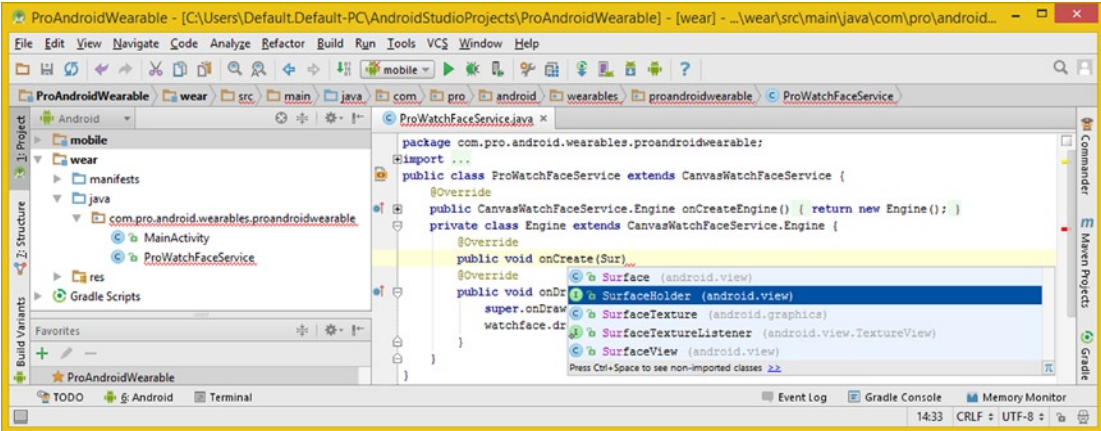 ProAndroidWearable - [C:\Users\Default.Default-PC\AndroidStudioProjects\ProAndroidWearable] - [wear] - ...\wear\src\main\java\com\pro\android...
File Edit View Navigate Code Analyze Refactor Build Run Tools VCS Window Help
mobile
ProAndroidWearable wear src main java com pro android wearables proandroidwearable ProWatchFaceService
1: Project
Android
mobile
wear
manifests
java
com.pro.android.wearables.proandroidwearable
MainActivity
ProWatchFaceService
res
Gradle Scripts
7: Structure
Build Variants
Favorites
ProAndroidWearable
ProWatchFaceService.java
package com.pro.android.wearables.proandroidwearable;
import ...
public class ProWatchFaceService extends CanvasWatchFaceService {
@Override
public CanvasWatchFaceService.Engine onCreateEngine() { return new Engine(); }
private class Engine extends CanvasWatchFaceService.Engine {
@Override
public void onCreate(Sur)
@Override
public void onDr
super.onDraw
watchface.dr
}
}
}
Surface (android.view)
SurfaceHolder (android.view)
SurfaceTexture (android.graphics)
SurfaceTextureListener (android.view.TextureView)
SurfaceView (android.view)
Press Ctrl+Space to see non-imported classes >>
π
Commander
Maven Projects
Gradle
TODO 6: Android Terminal Event Log Gradle Console Memory Monitor
14:33 CRLF UTF-8